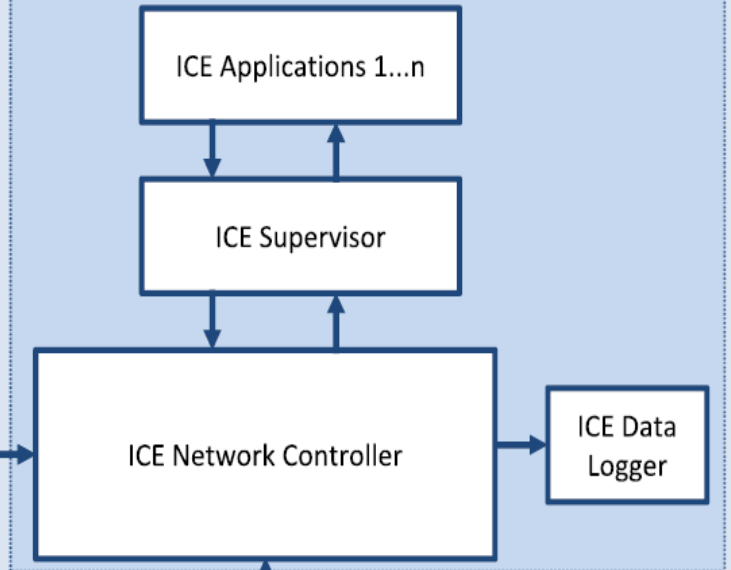 ICE Applications 1...n
ICE Supervisor
ICE Network Controller
ICE Data
Logger